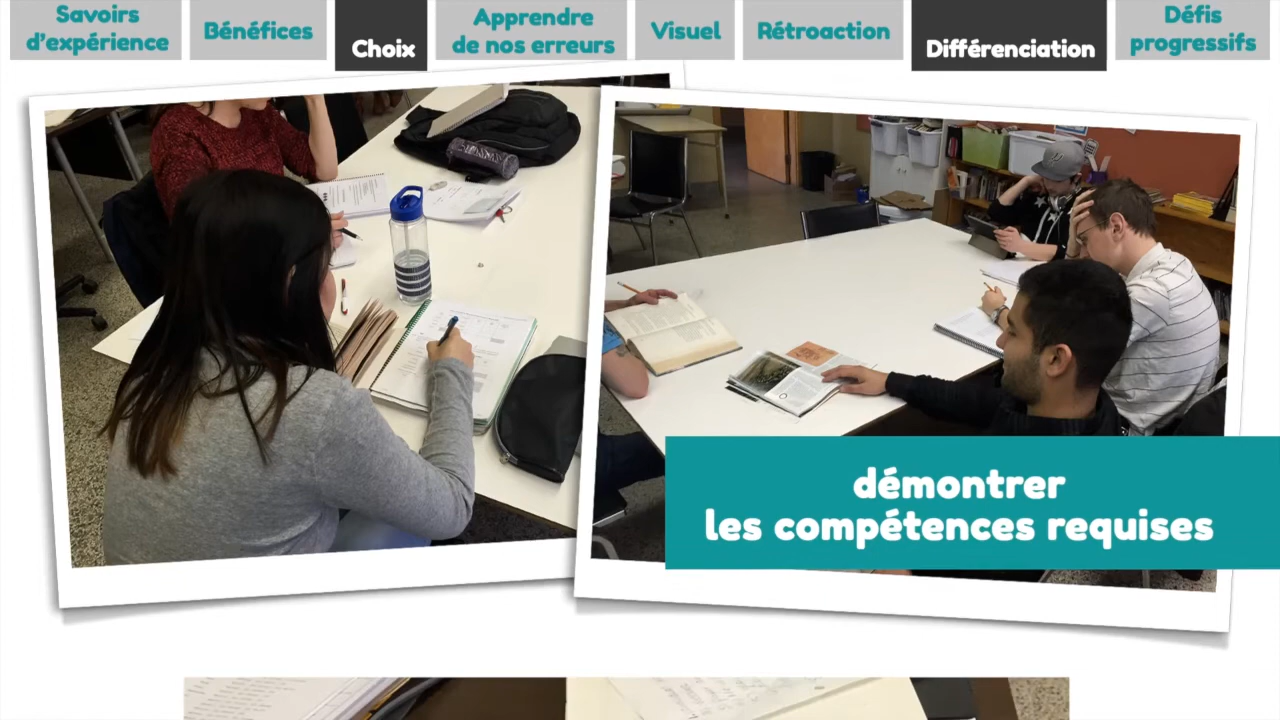 Savoirs
d'expérience
Bénéfices
Choix
Apprendre
de nos erreurs
Visuel
Rétroaction
Différenciation
Défis
progressifs
démontrer
les compétences requises